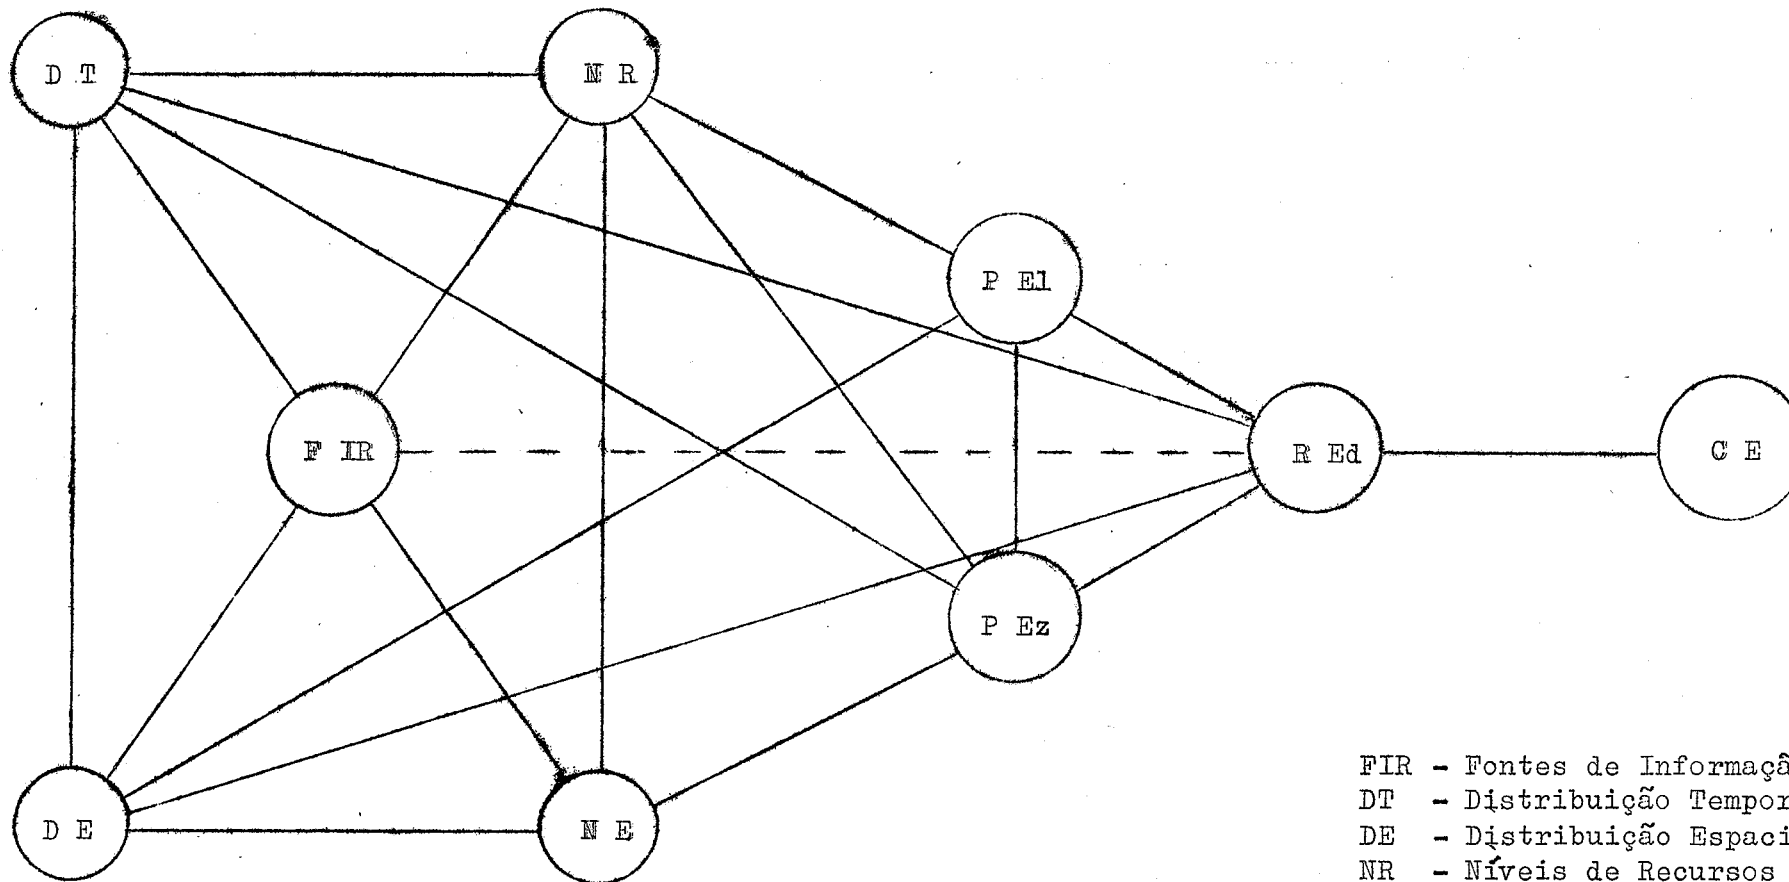 D T
N R
P El
F IR
R Ed
C E
P Ez
D E
N E
FIR - Fontes de Informaçã
DT - Distribuição Tempor
DE - Distribuição Espaci
NR - Níveis de Recursos